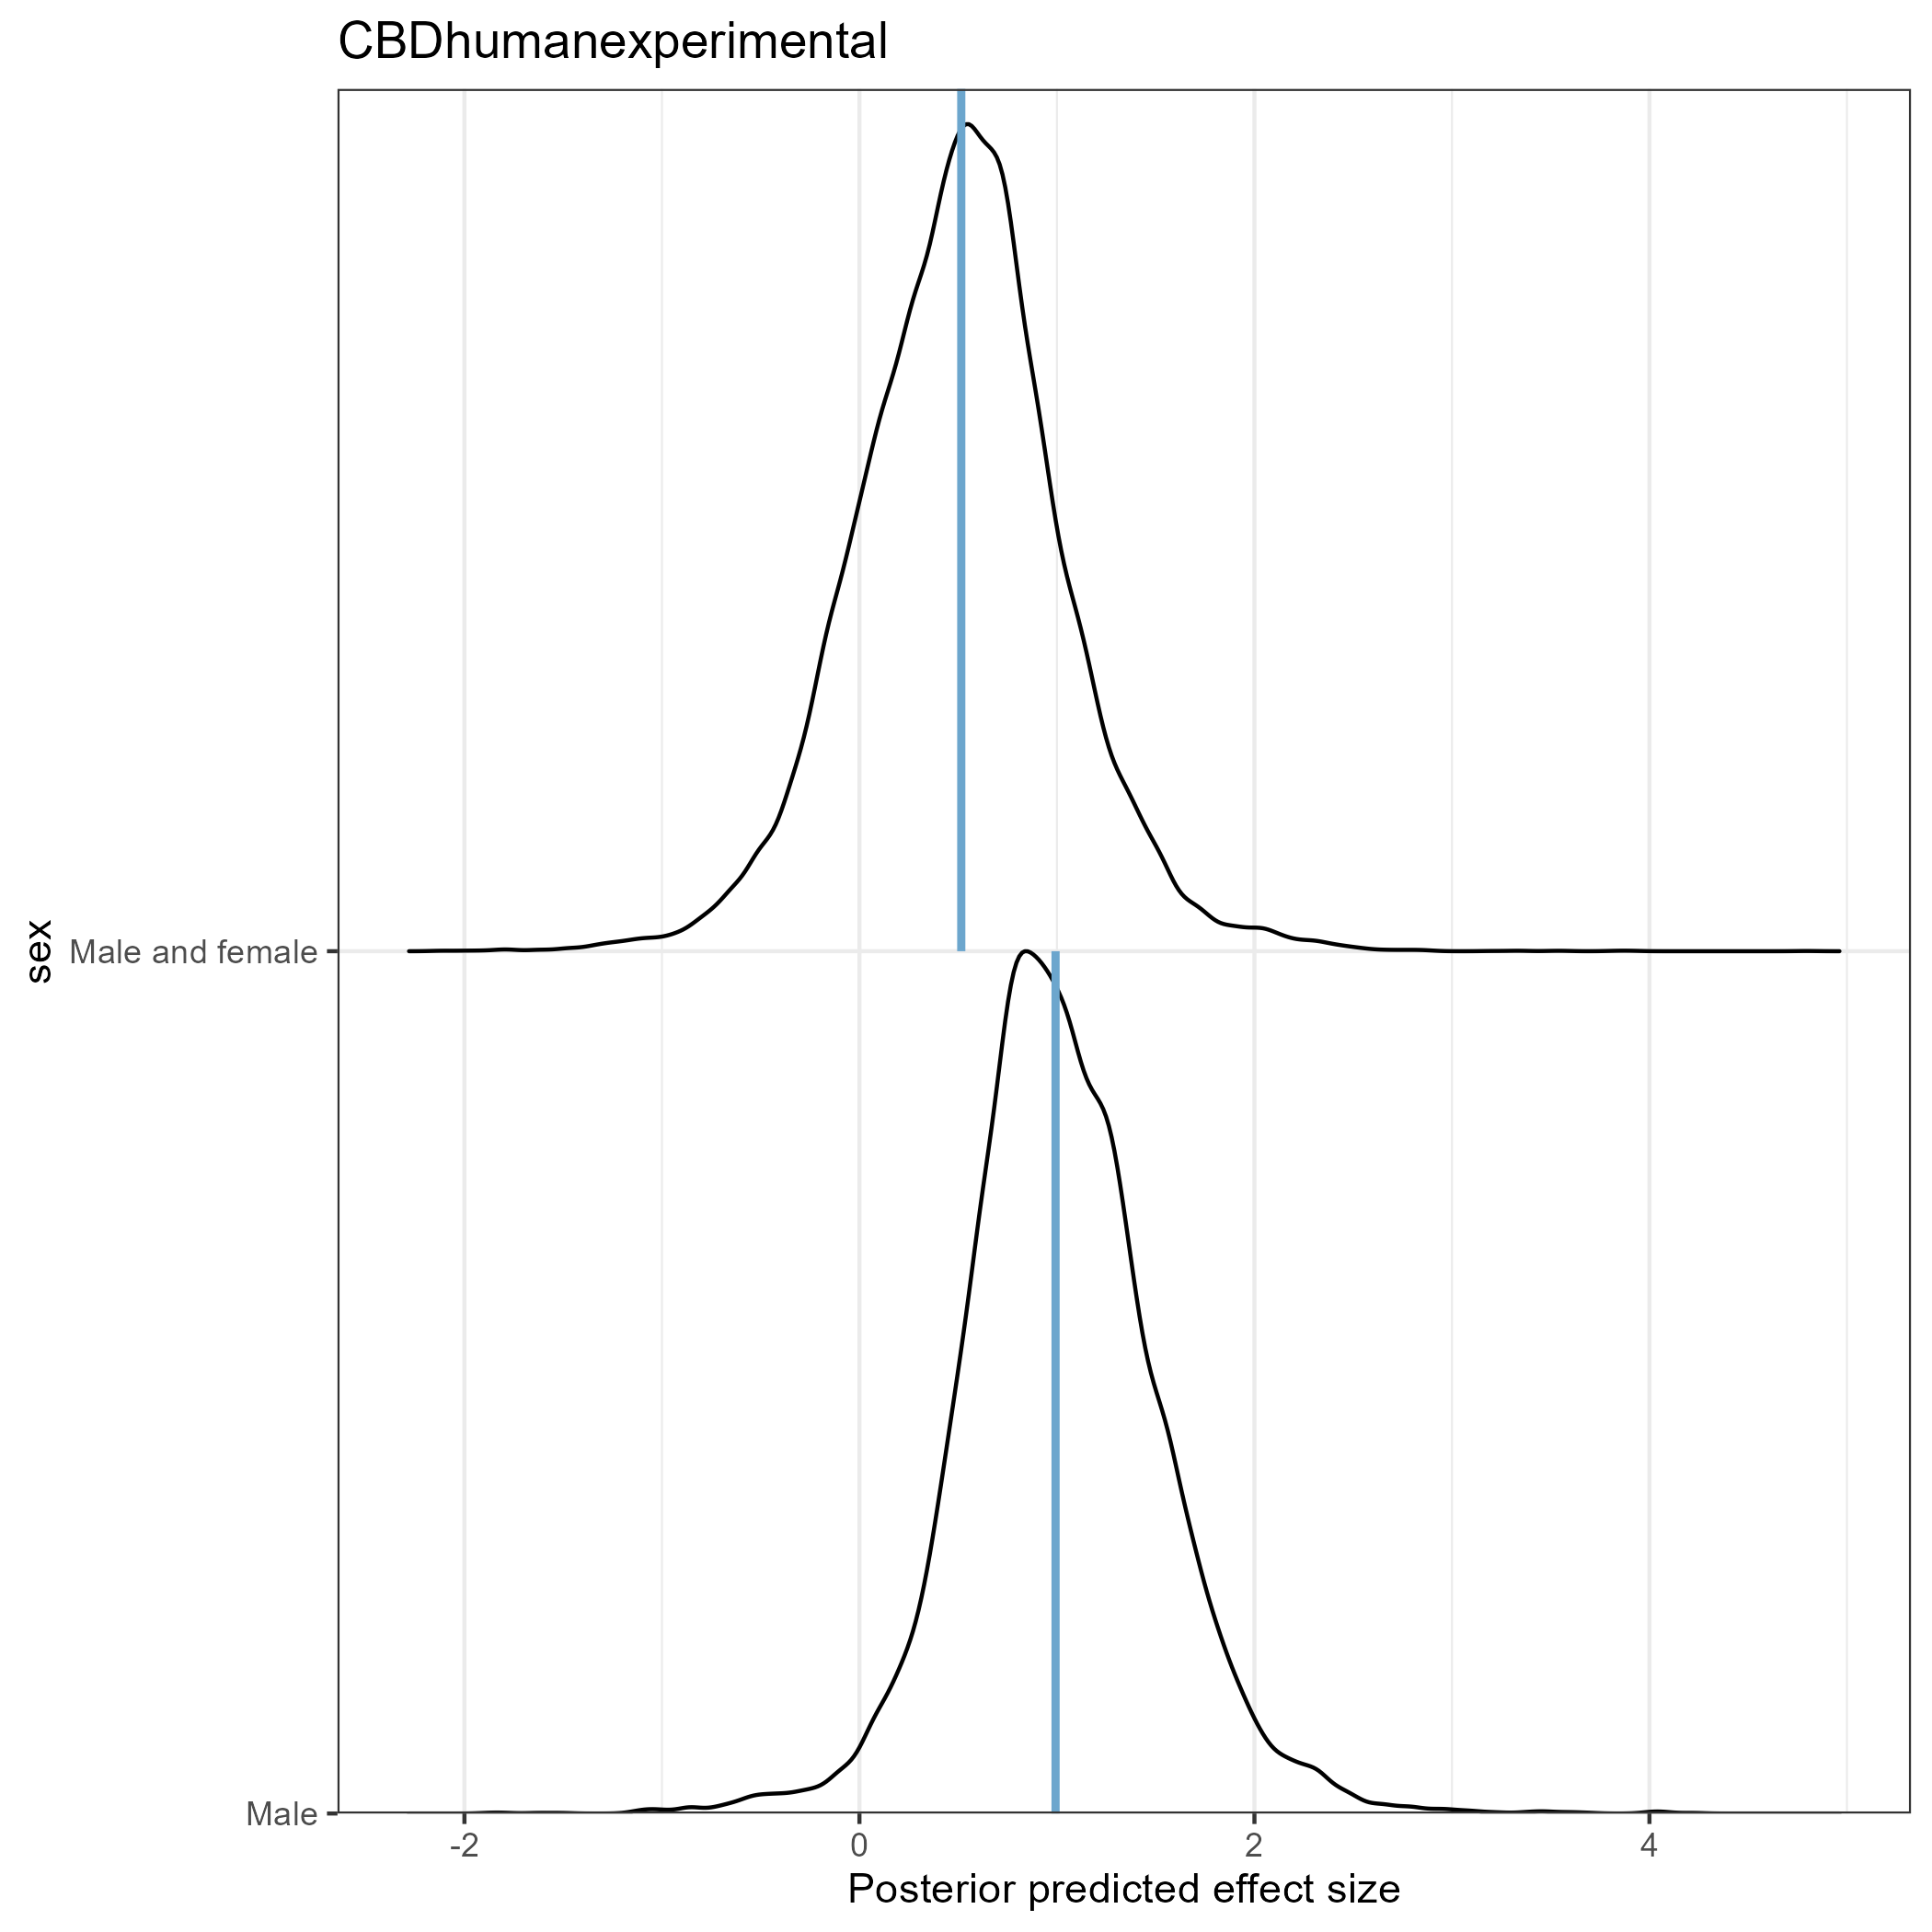 CBDhumanexperimental
sex
Male and female
Male
-2 0 2 4
Posterior predicted effect size